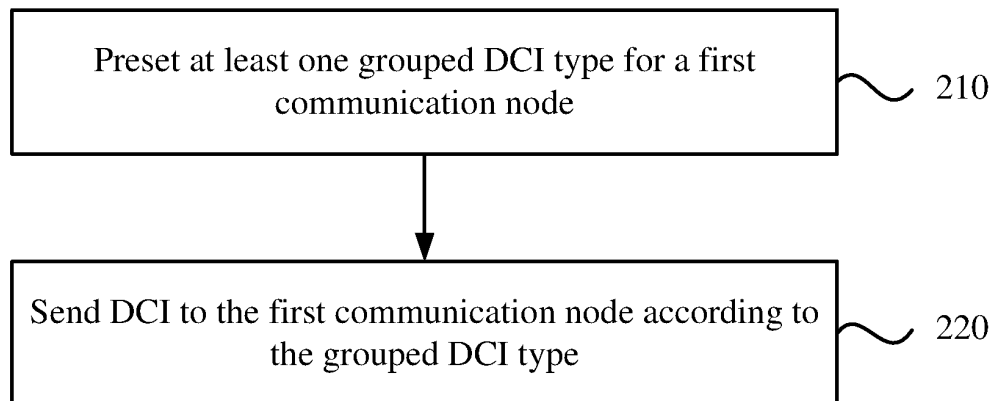 Preset at least one grouped DCI type for a first
communication node
210
Send DCI to the first communication node according to
the grouped DCI type
220